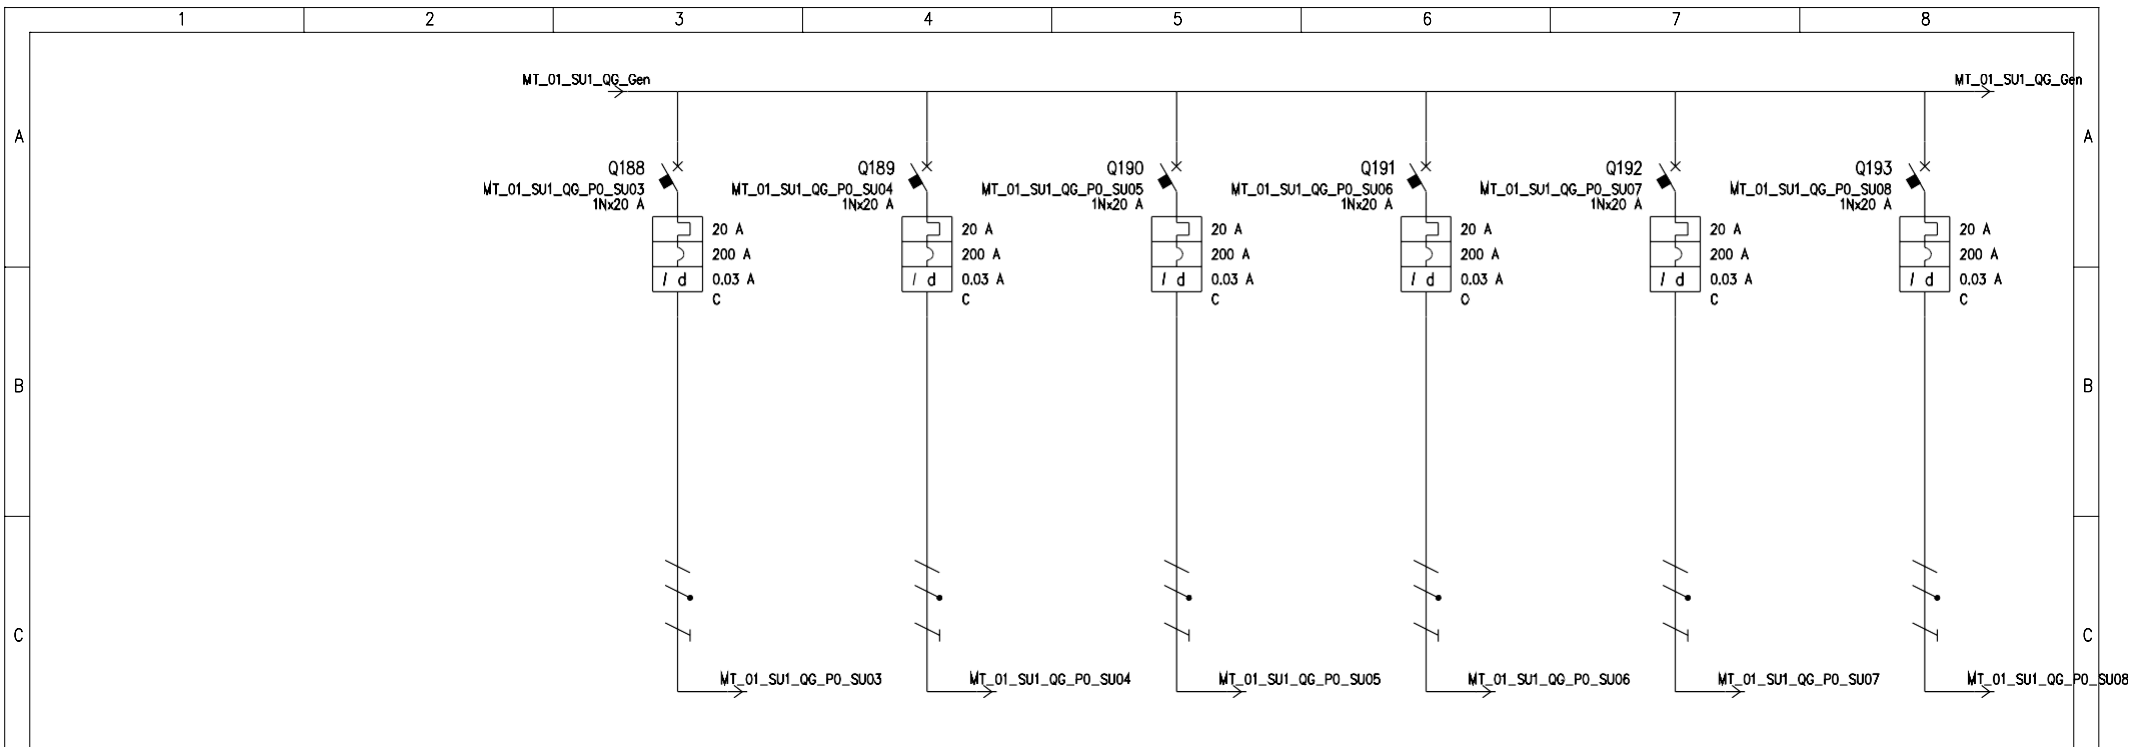 1 2 3 4 5 6 7 8
MT_01_SU1_QG_Gen MT_01_SU1_QG_Gen
A A
Q188 Q189 Q190 Q191 Q192 Q193
MT_01_SU1_QG_P0_SU03 MT_01_SU1_QG_P0_SU04 MT_01_SU1_QG_P0_SU05 MT_01_SU1_QG_P0_SU06 MT_01_SU1_QG_P0_SU07 MT_01_SU1_QG_P0_SU08
1Nx20 A 1Nx20 A 1Nx20 A 1Nx20 A 1Nx20 A 1Nx20 A
20 A 20 A 20 A 20 A 20 A 20 A
200 A 200 A 200 A 200 A 200 A 200 A
I d 0.03 A I d 0.03 A I d 0.03 A I d 0.03 A I d 0.03 A I d 0.03 A
C C C C C C
B B
C C
MT_01_SU1_QG_P0_SU03 MT_01_SU1_QG_P0_SU04 MT_01_SU1_QG_P0_SU05 MT_01_SU1_QG_P0_SU06 MT_01_SU1_QG_P0_SU07 MT_01_SU1_QG_P0_SU08